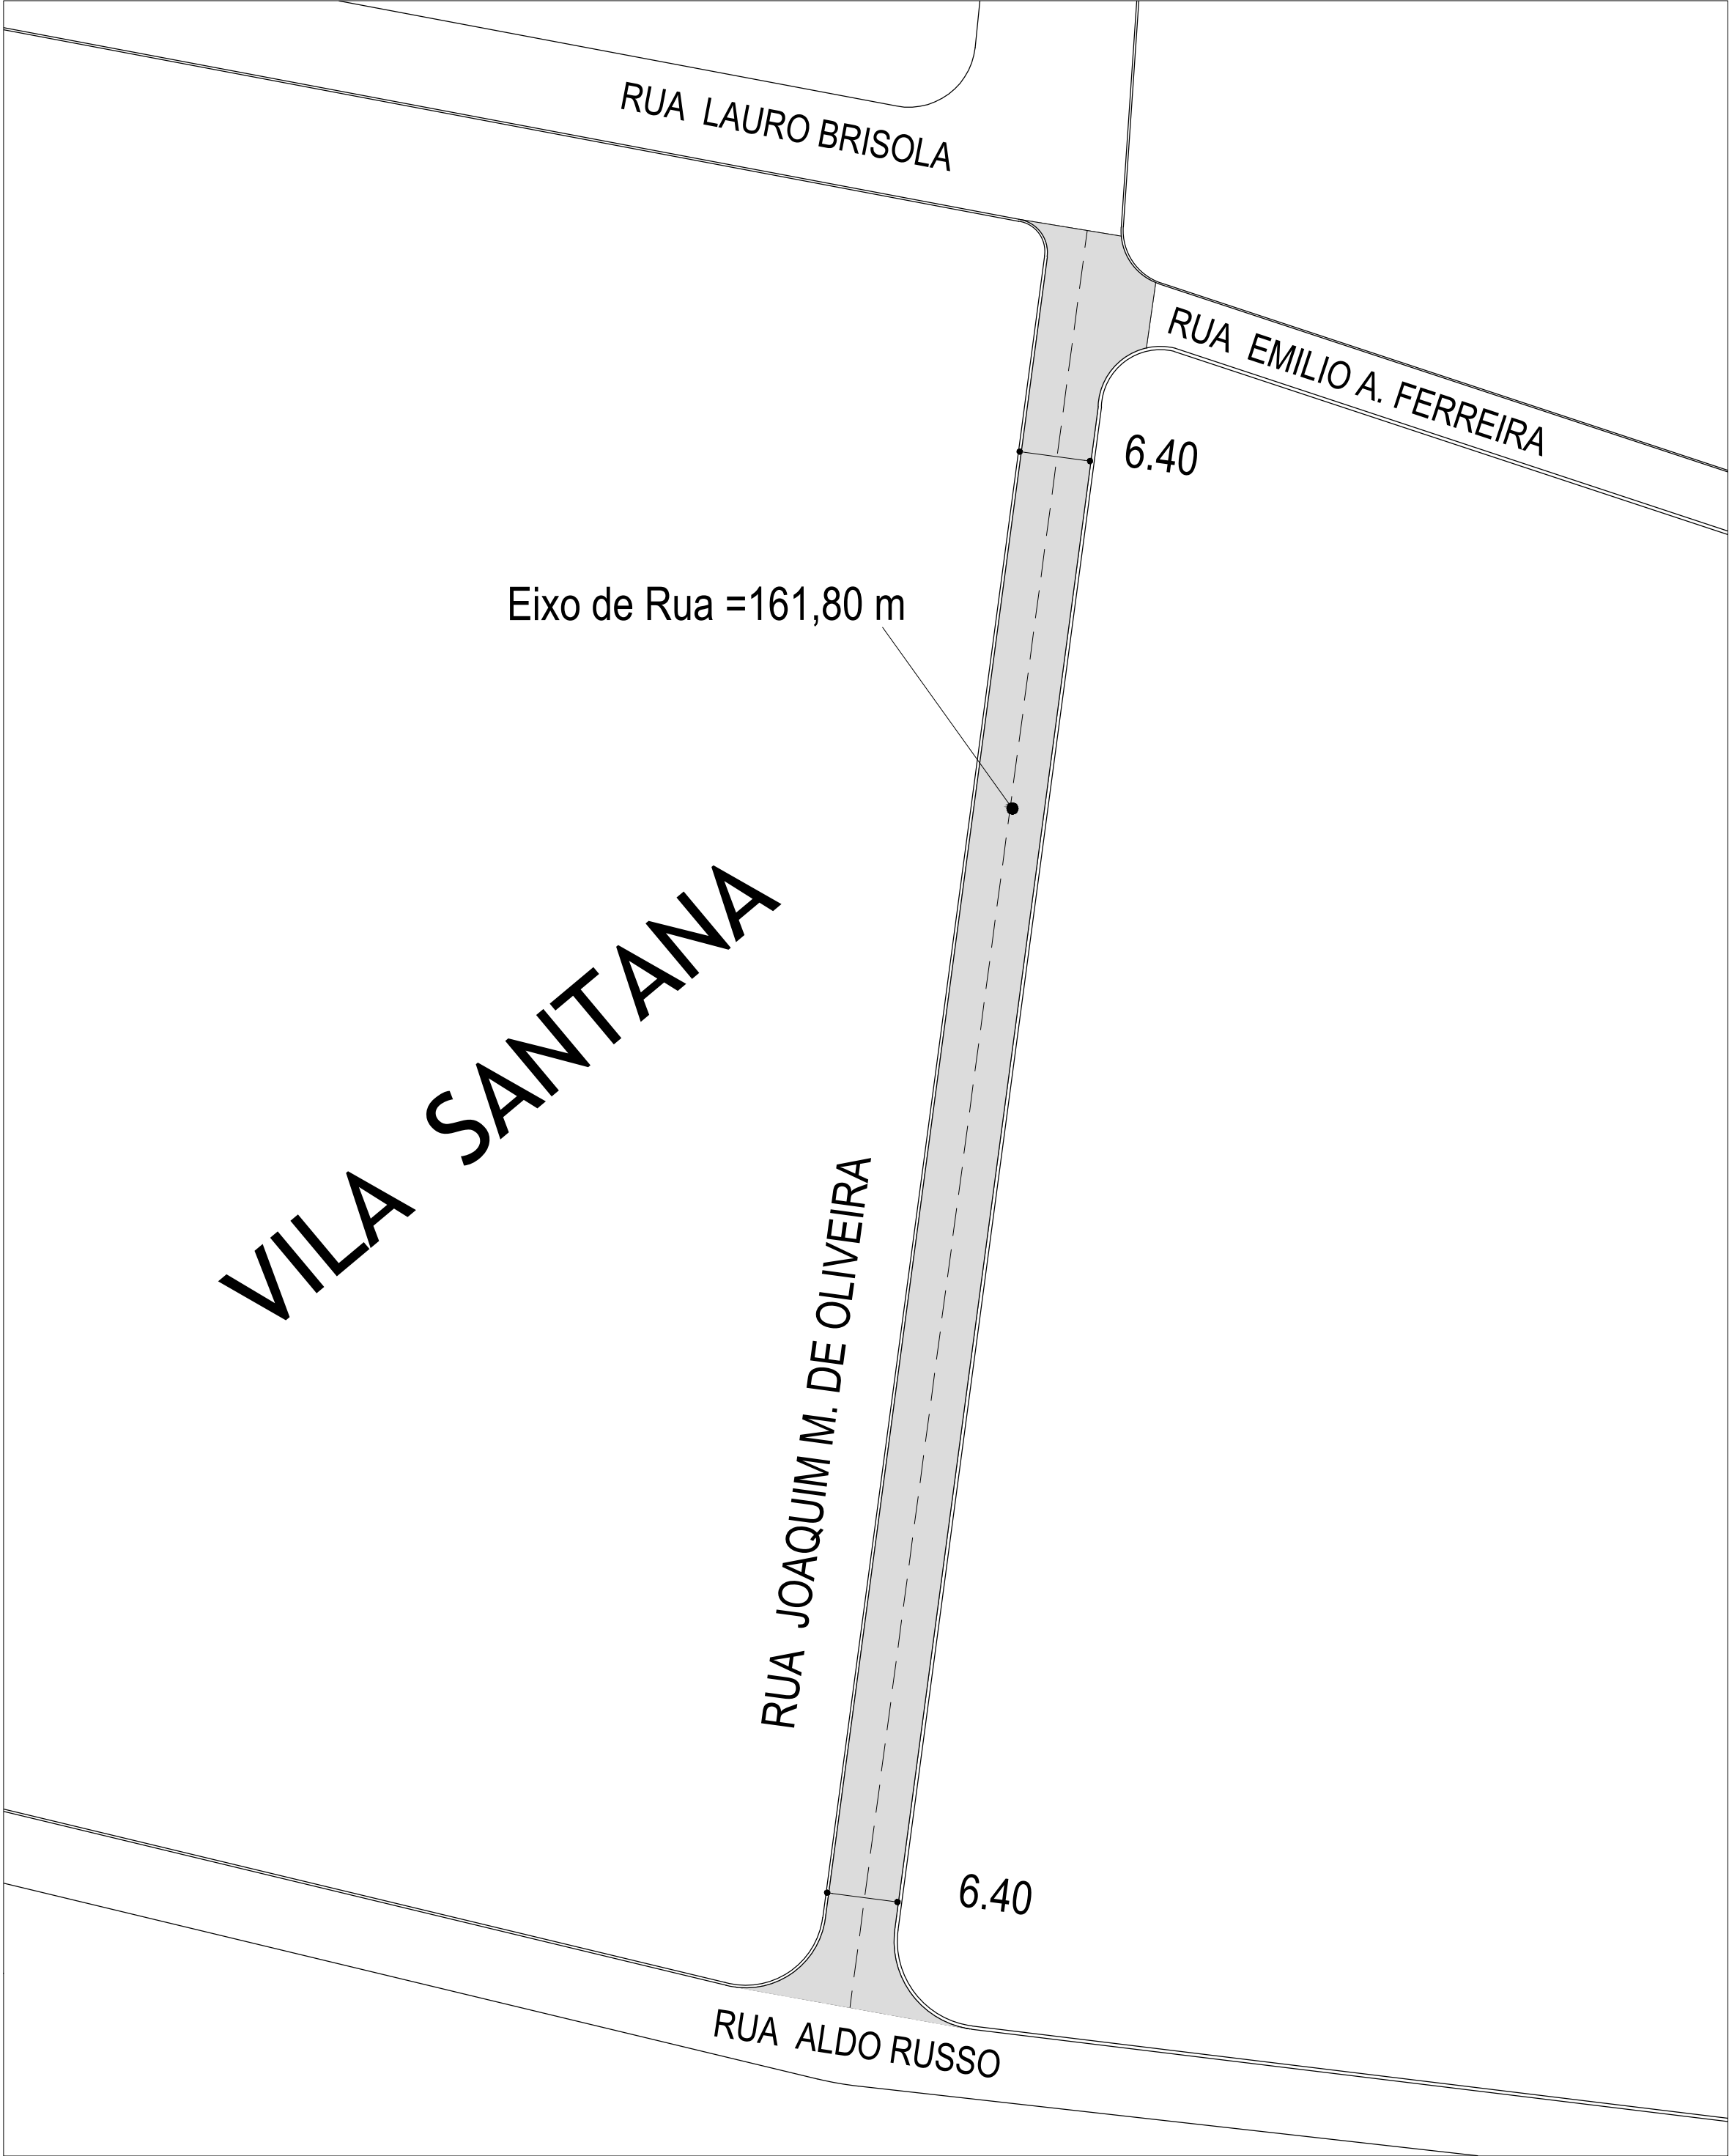 RUA LAURO BRISOLA
RUA EMILIO A. FERREIRA
6.40
Eixo de Rua =161,80 m
VILA SANTANA
RUA JOAQUIM M. DE OLIVEIRA
6.40
RUA ALDO RUSSO